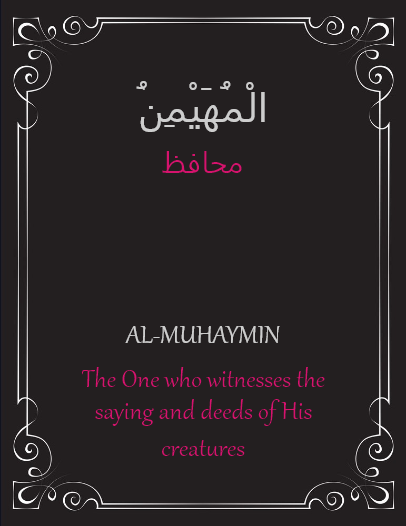 الْمُهَيْمِنُ
محافظ
AL-MUHAYMIN
The One who witnesses the
saying and deeds of His
creatures